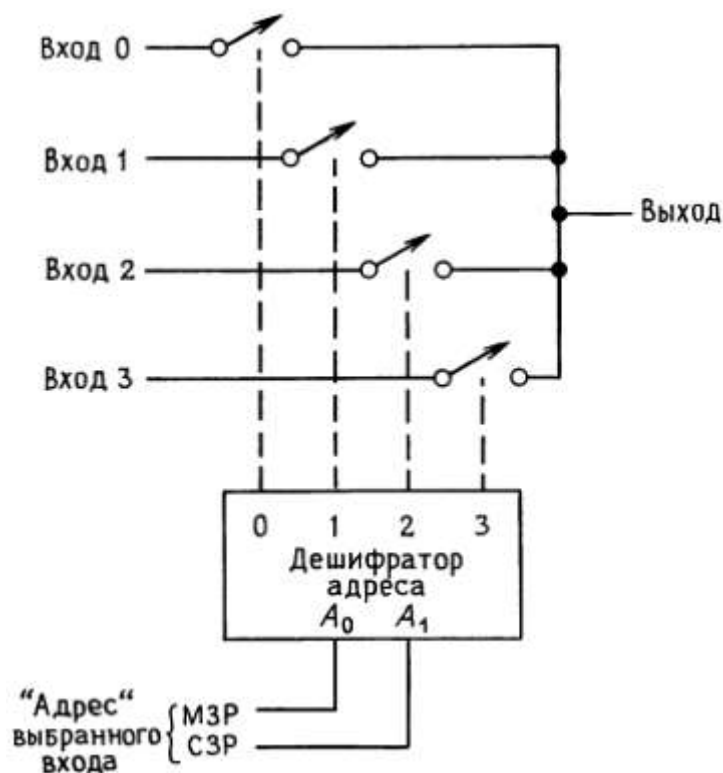 Вход 0
Вход 1
Выход
Вход 2
Вход 3
0 1 2 3
Дешифратор
адреса
A0 A1
“Адрес“
выбранного
входа
МЗР
СЗР